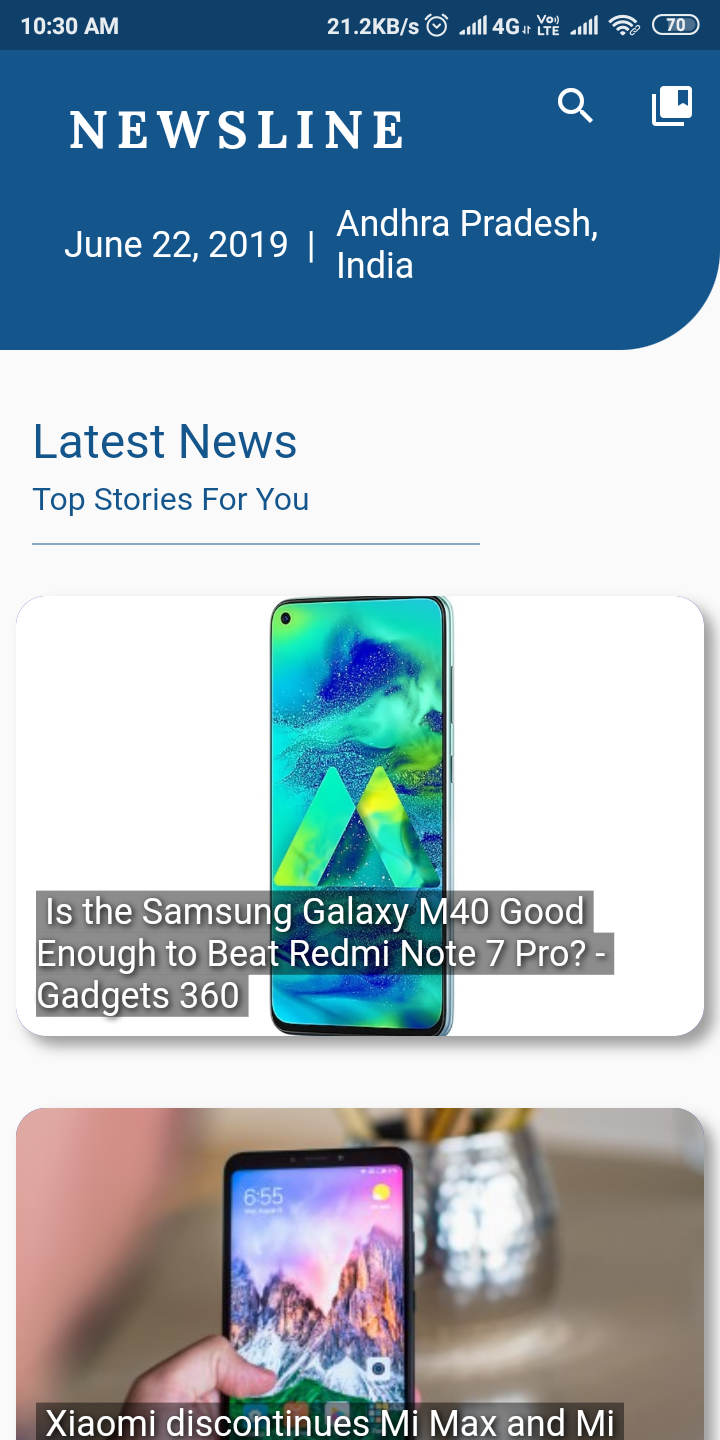 10:30 AM 21.2KB/s 4G Vo)) LTE 70
NEWSLINE
June 22, 2019 | Andhra Pradesh,
India
Latest News
Top Stories For You
Is the Samsung Galaxy M40 Good
Enough to Beat Redmi Note 7 Pro? -
Gadgets 360
6:55
Xiaomi discontinues Mi Max and Mi